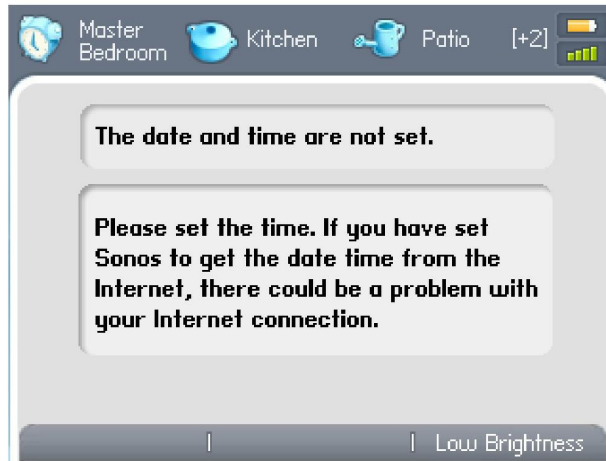 Master
Bedroom
Kitchen
Patio
[+2]
The date and time are not set.
Please set the time. If you have set
Sonos to get the date time from the
Internet, there could be a problem with
your Internet connection.
Low Brightness